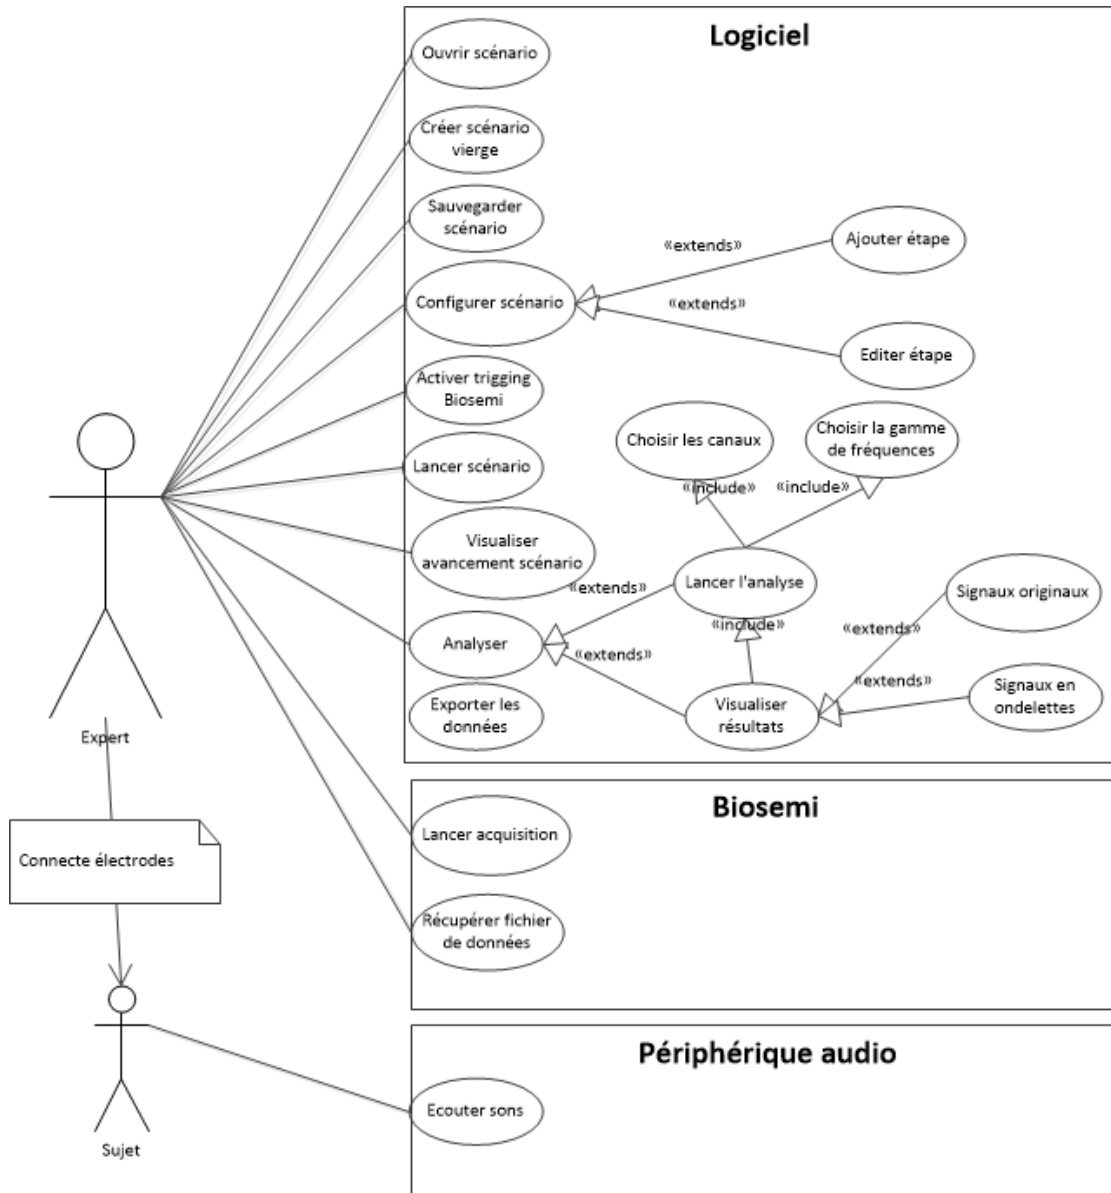 Logiciel
Ouvrir scénario
Créer scénario
vierge
Sauvegarder
scénario
«extends»
Ajouter étape
Configurer scénario
«extends»
Editer étape
Activer trigging
Biosemi
Choisir les canaux
Choisir la gamme
de fréquences
Lancer scénario
«include»
«include»
Visualiser
avancement scénario
«extends»
Lancer l'analyse
Signaux originaux
«include»
«extends»
Analyser
«extends»
«extends»
Signaux en
ondelettes
Exporter les
données
Visualiser
résultats
Expert
Biosemi
Lancer acquisition
Connecte électrodes
Récupérer fichier
de données
Périphérique audio
Ecouter sons
Sujet